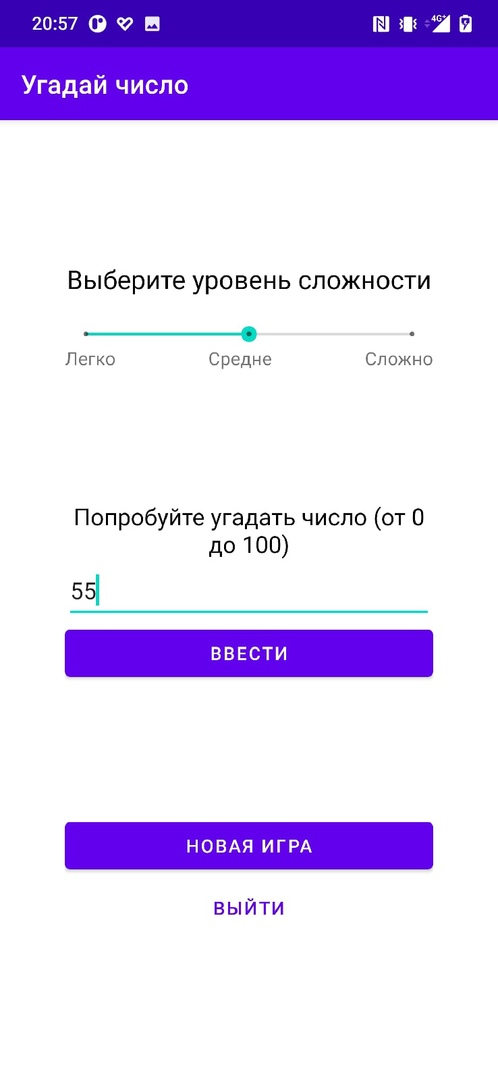 20:57
4G+
Угадай число
Выберите уровень сложности
Легко Средне Сложно
Попробуйте угадать число (от 0
до 100)
55
ВВЕСТИ
НОВАЯ ИГРА
ВЫЙТИ